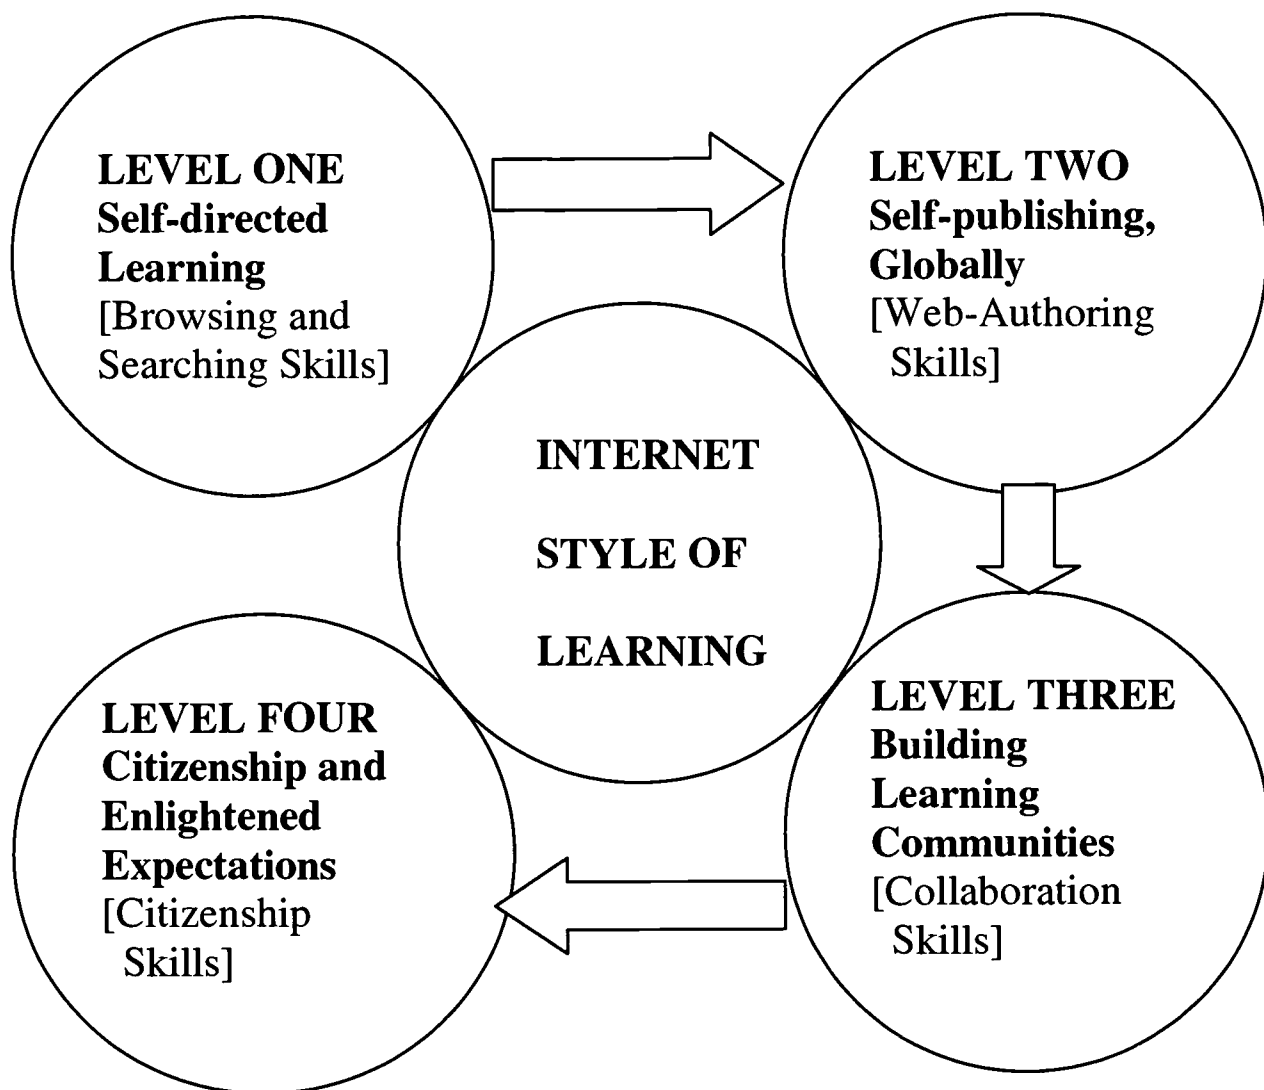 LEVEL ONE
Self-directed
Learning
[Browsing and
Searching Skills]
LEVEL TWO
Self-publishing,
Globally
[Web-Authoring
Skills]
INTERNET
STYLE OF
LEARNING
LEVEL THREE
Building
Learning
Communities
[Collaboration
Skills]
LEVEL FOUR
Citizenship and
Enlightened
Expectations
[Citizenship
Skills]